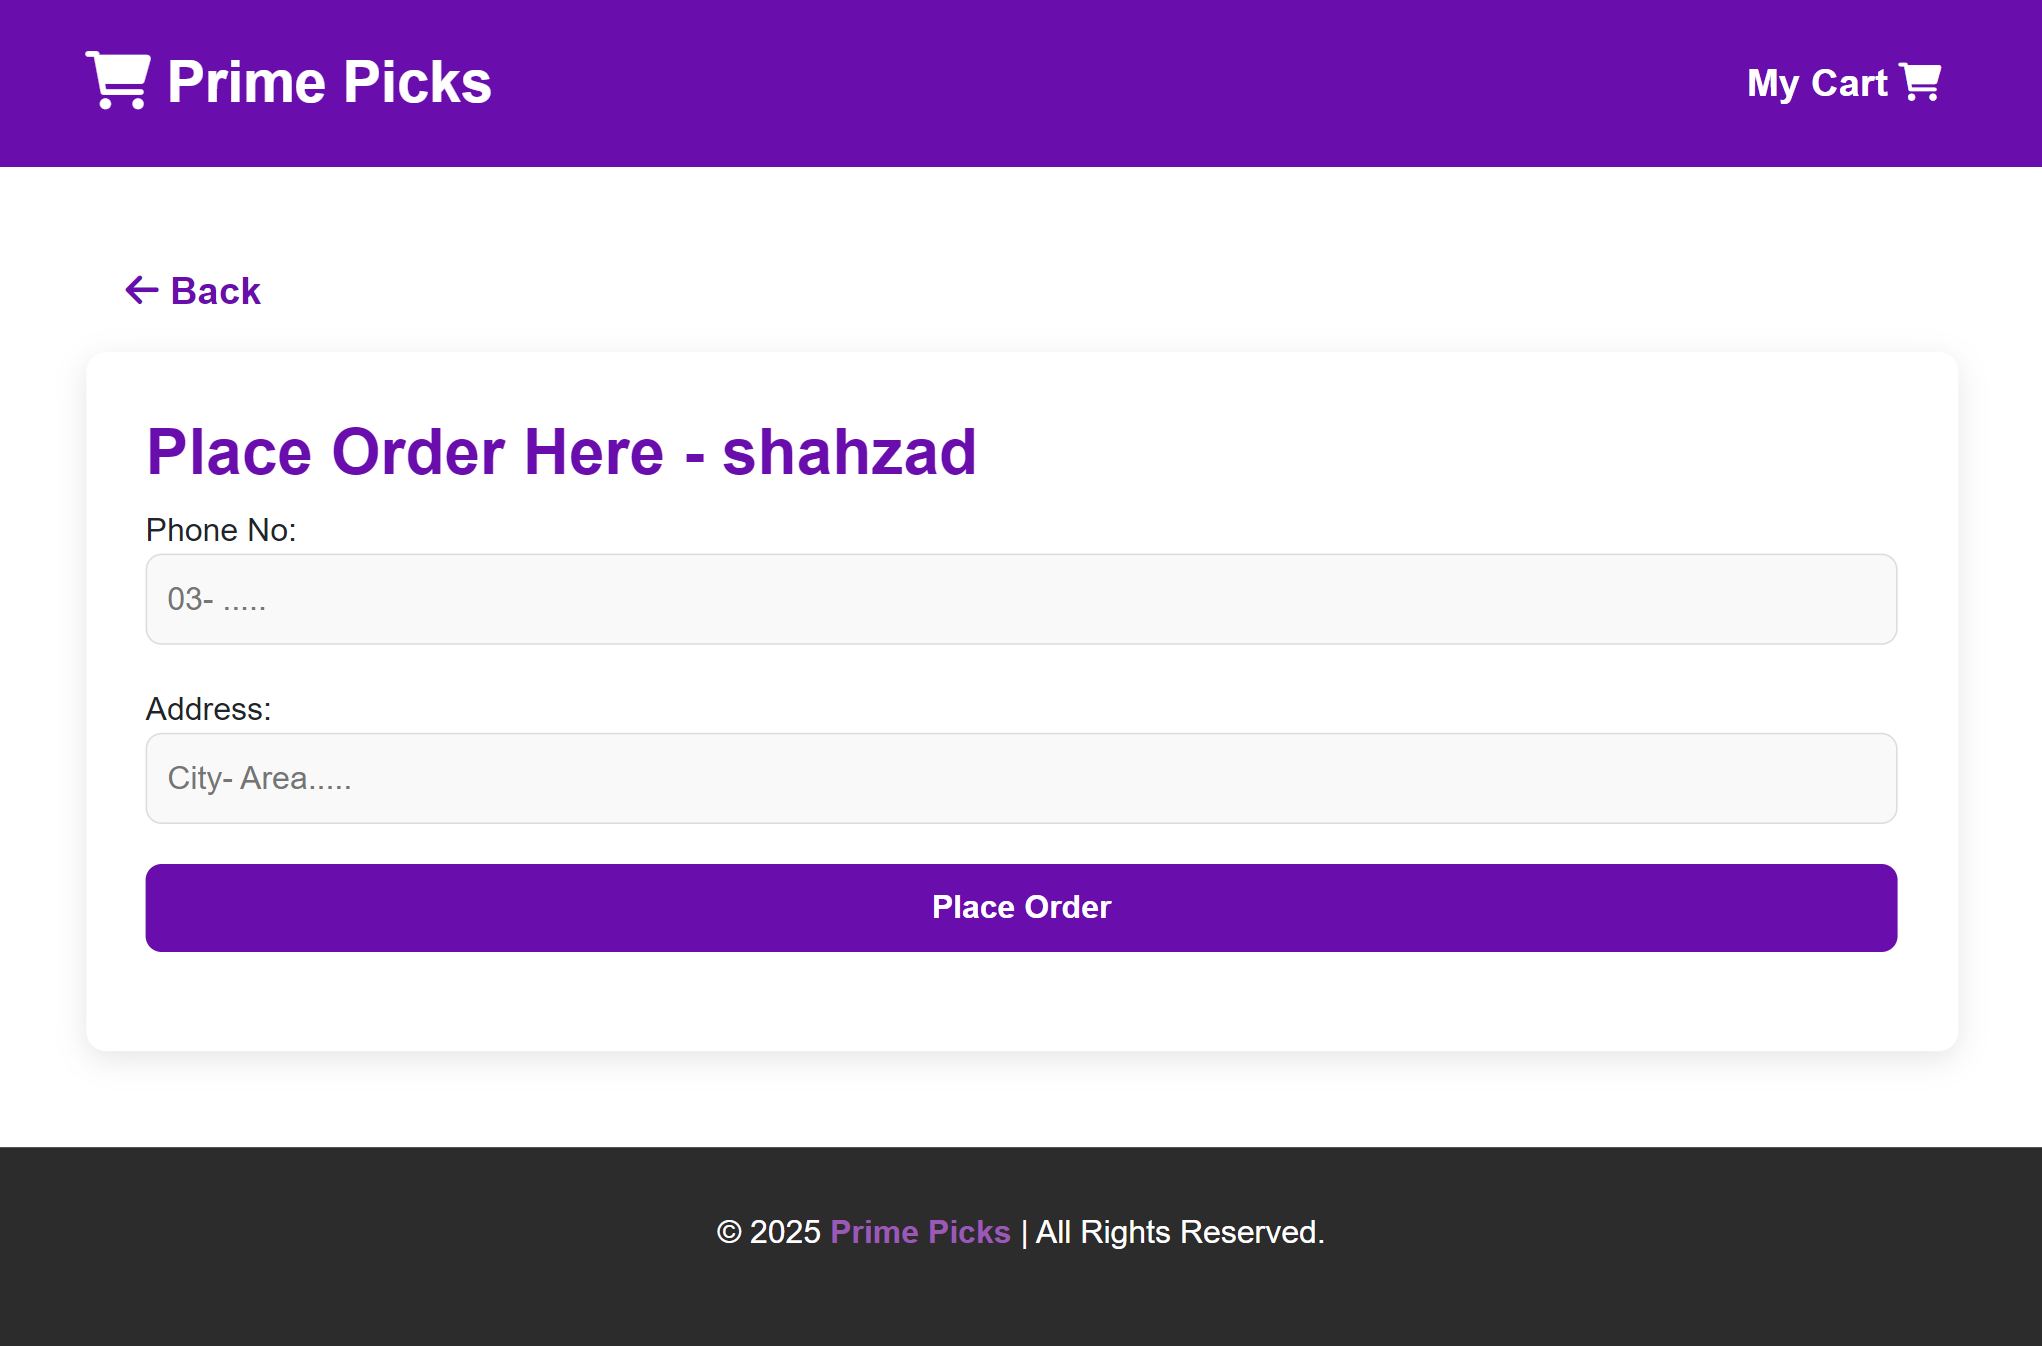 Prime Picks
My Cart
Back
Place Order Here - shahzad
Phone No:
03- .....
Address:
City- Area.....
Place Order
© 2025 Prime Picks | All Rights Reserved.